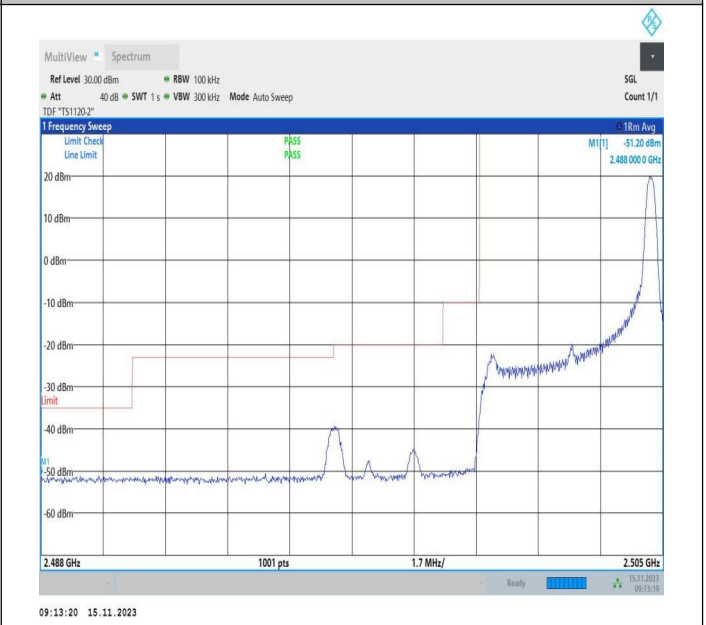 MultiView Spectrum
Ref Level 30.00 dBm RBW 100 kHz SGL
Att 40 dB SWT 1 s VBW 300 kHz Mode Auto Sweep Count 1/1
TDF "TS1120-2"
1 Frequency Sweep 1Rm Avg
Limit Check PASS M1[1] -51.20 dBm
Line Limit PASS 2.488 000 0 GHz
20 dBm
10 dBm
0 dBm
-10 dBm
-20 dBm
-30 dBm
Limit
-40 dBm
M1
-50 dBm
-60 dBm
2.488 GHz 1001 pts 1.7 MHz/ 2.505 GHz
Ready 15.11.2023
09:13:19
09:13:20 15.11.2023